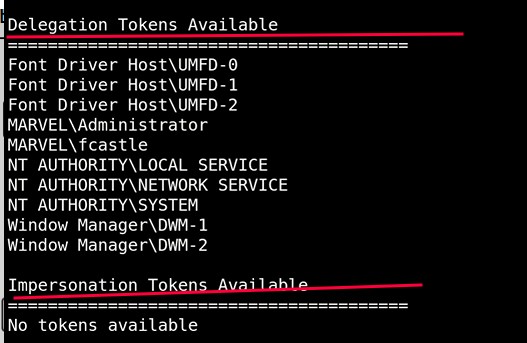 Delegation Tokens Available
========================================
Font Driver Host\UMFD-0
Font Driver Host\UMFD-1
Font Driver Host\UMFD-2
MARVEL\Administrator
MARVEL\fcastle
NT AUTHORITY\LOCAL SERVICE
NT AUTHORITY\NETWORK SERVICE
NT AUTHORITY\SYSTEM
Window Manager\DWM-1
Window Manager\DWM-2
Impersonation Tokens Available
========================================
No tokens available